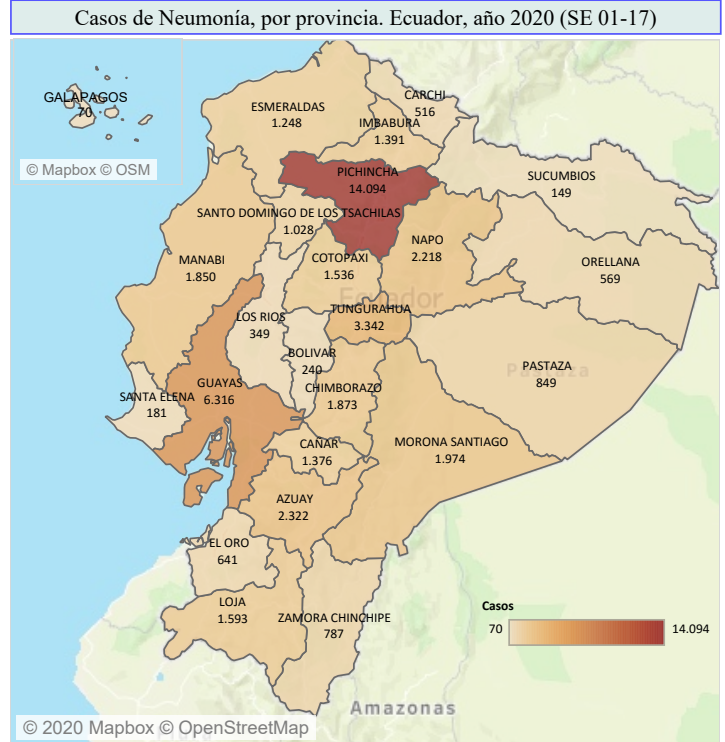 Casos de Neumonía, por provincia. Ecuador, año 2020 (SE 01-17)
GALAPAGOS
70
© Mapbox © OSM
CARCHI
516
ESMERALDAS
1.248
IMBABURA
1.391
PICHINCHA
14.094
SUCUMBIOS
149
SANTO DOMINGO DE LOS TSACHILAS
1.028
NAPO
2.218
MANABI
1.850
COTOPAXI
1.536
ORELLANA
569
Ecuador
TUNGURAHUA
3.342
LOS RIOS
349
BOLIVAR
240
PASTAZA
849
Pastaza
GUAYAS
6.316
CHIMBORAZO
1.873
SANTA ELENA
181
CAÑAR
1.376
MORONA SANTIAGO
1.974
AZUAY
2.322
EL ORO
641
LOJA
1.593
ZAMORA CHINCHIPE
787
Casos
70
14.094
Amazonas
© 2020 Mapbox © OpenStreetMap